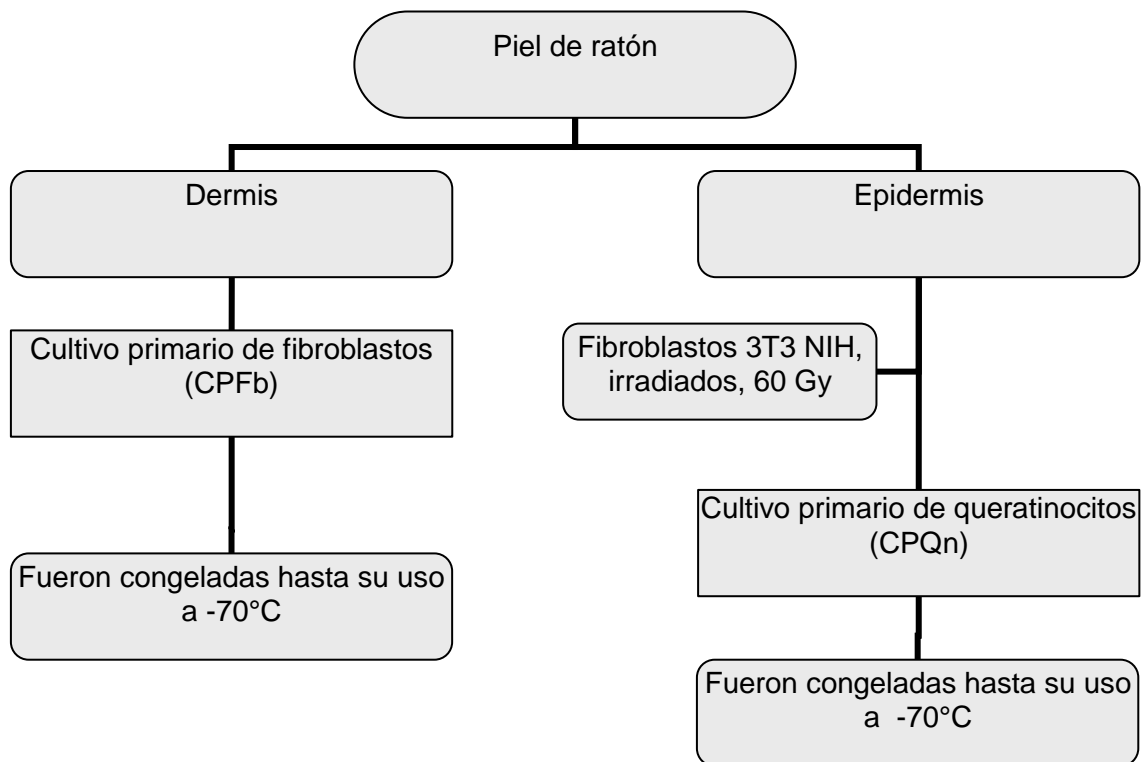 Piel de ratón
Dermis
Epidermis
Cultivo primario de fibroblastos
(CPFb)
Fibroblastos 3T3 NIH,
irradiados, 60 Gy
Cultivo primario de queratinocitos
(CPQn)
Fueron congeladas hasta su uso
a -70°C
Fueron congeladas hasta su uso
a -70°C